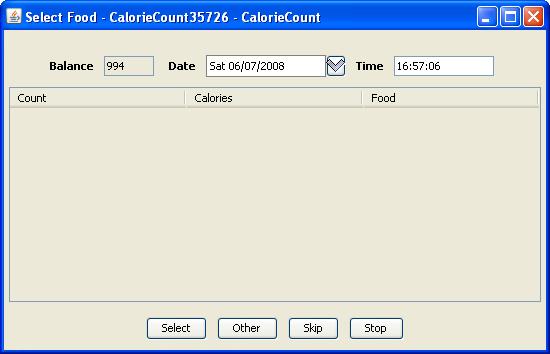 Select Food - CalorieCount35726 - CalorieCount
Balance 994 Date Sat 06/07/2008 Time 16:57:06
Count Calories Food
Select Other Skip Stop